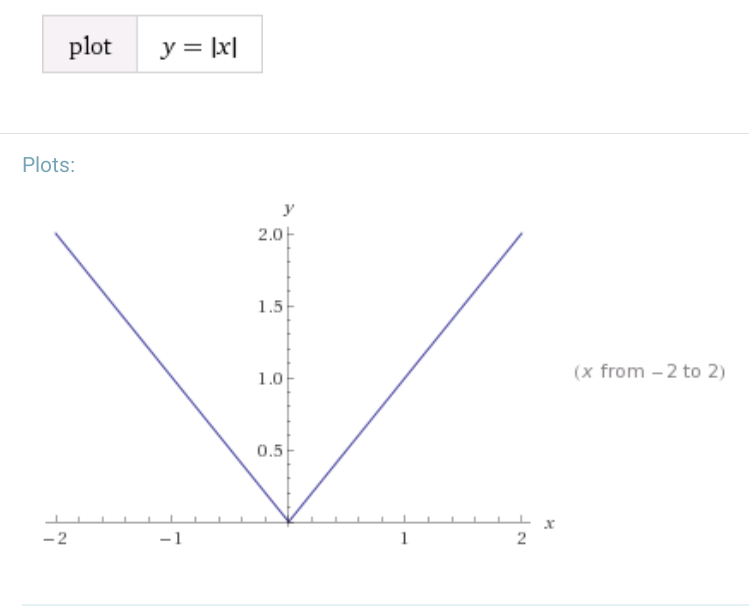 plot y = |x|
Plots:
y
2.0
1.5
1.0
(x from −2 to 2)
0.5
x
−2 −1 1 2